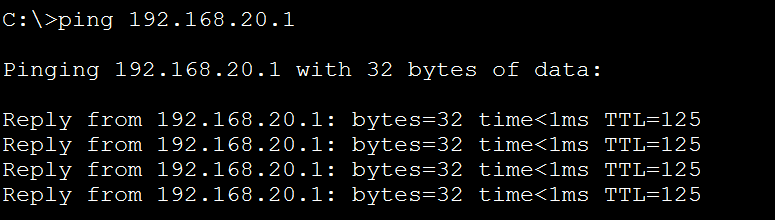 C:\>ping 192.168.20.1
Pinging 192.168.20.1 with 32 bytes of data:
Reply from 192.168.20.1: bytes=32 time<1ms TTL=125
Reply from 192.168.20.1: bytes=32 time<1ms TTL=125
Reply from 192.168.20.1: bytes=32 time<1ms TTL=125
Reply from 192.168.20.1: bytes=32 time<1ms TTL=125